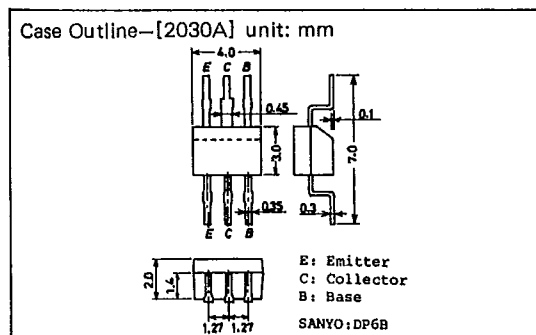 Case Outline—[2030A] unit: mm
4.0
E C B
0.45
0.1
3.0
7.0
0.35
0.3
E C B
2.0
1.4
1.27 1.27
E: Emitter
C: Collector
B: Base
SANYO:DP6B